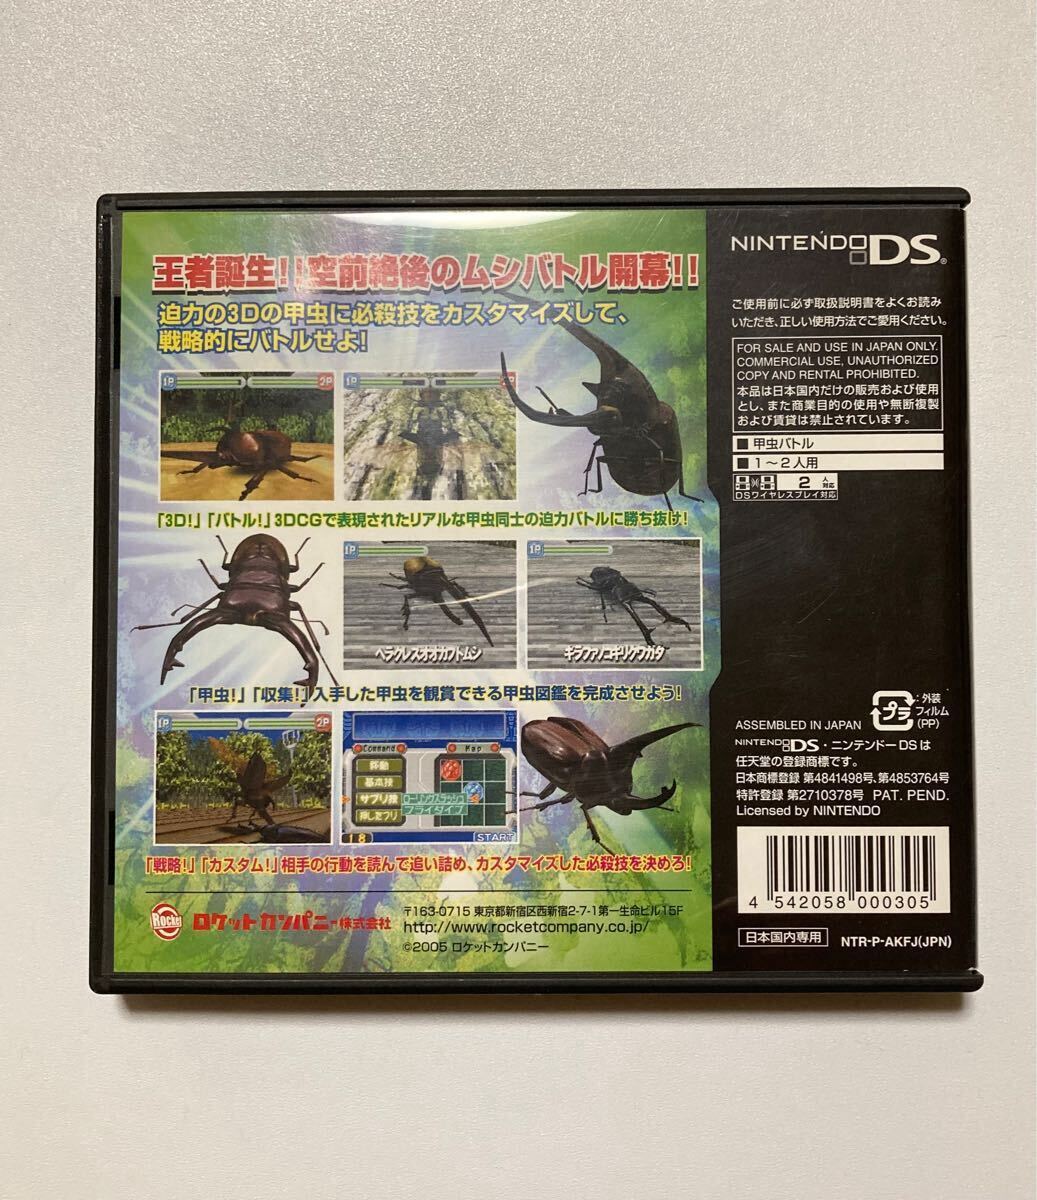 王者誕生!!空前絶後のムシバトル開幕!!
迫力の3Dの甲虫に必殺技をカスタマイズして、
戦略的にバトルせよ!
1P 2P
1P
「3D!」「バトル!」3DCGで表現されたリアルな甲虫同士の迫力バトルに勝ち抜け!
1P
1P
ヘラクレスオオカブトムシ
ギラファノコギリクワガタ
「甲虫!」「収集!」入手した甲虫を観賞できる甲虫図鑑を完成させよう!
1P 2P
Command
Map
移動
基本技
サプリ技
押したフリ
ローリングスラッシュ
フライタイプ
18
START
「戦略!」「カスタム!」相手の行動を読んで追い詰め、カスタマイズした必殺技を決めろ!
Rocket
ロケットカンパニー株式会社
〒163-0715 東京都新宿区西新宿2-7-1第一生命ビル15F
http://www.rocketcompany.co.jp/
©2005 ロケットカンパニー
NINTENDO DS®
ご使用前に必ず取扱説明書をよくお読み
いただき、正しい使用方法でご愛用ください。
FOR SALE AND USE IN JAPAN ONLY.
COMMERCIAL USE, UNAUTHORIZED
COPY AND RENTAL PROHIBITED.
本品は日本国内だけの販売および使用
とし、また商業目的の使用や無断複製
および賃貸は禁止されています。
■ 甲虫バトル
■ 1～2人用
2人対応
DSワイヤレスプレイ対応
プラ
:外装
フィルム
(PP)
ASSEMBLED IN JAPAN
NINTENDO DS・ニンテンドーDSは
任天堂の登録商標です。
日本商標登録 第4841498号、第4853764号
特許登録 第2710378号 PAT. PEND.
Licensed by NINTENDO
4 542058 000305
日本国内専用
NTR-P-AKFJ(JPN)